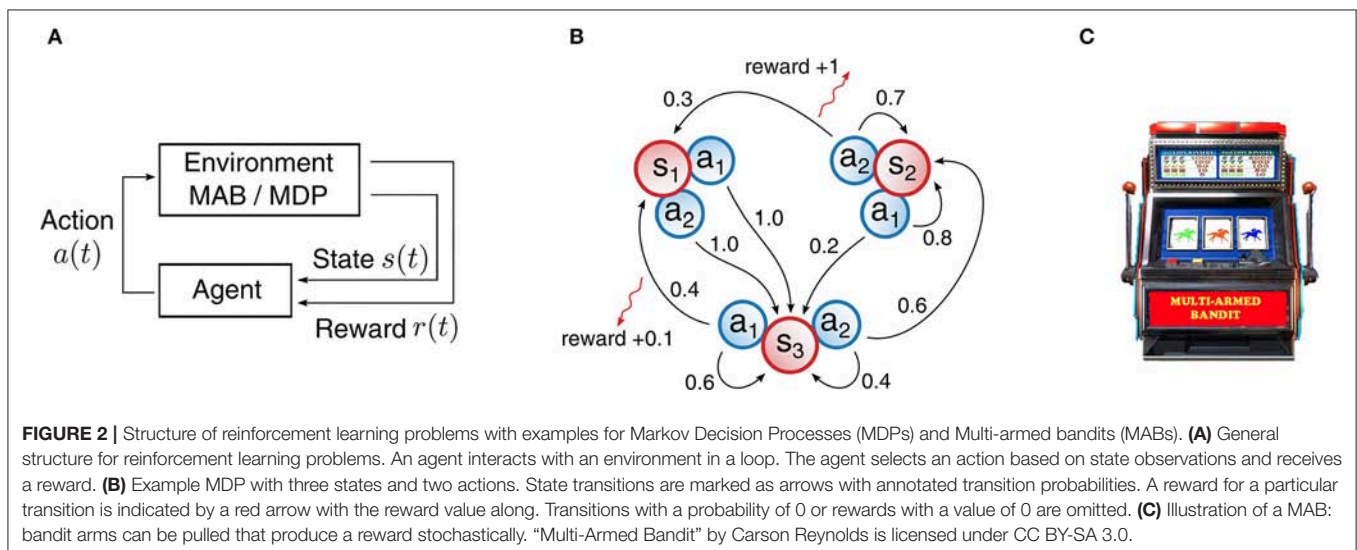 A
Environment
MAB / MDP
Action
a(t)
State s(t)
Agent
Reward r(t)
B
reward +1
0.3
0.7
s1
a1
a2
s2
a2
a1
1.0
1.0
0.2
0.8
0.4
0.6
reward +0.1
a1
s3
a2
0.6
0.4
C
MULTI-ARMED
BANDIT
FIGURE 2 | Structure of reinforcement learning problems with examples for Markov Decision Processes (MDPs) and Multi-armed bandits (MABs). (A) General
structure for reinforcement learning problems. An agent interacts with an environment in a loop. The agent selects an action based on state observations and receives
a reward. (B) Example MDP with three states and two actions. State transitions are marked as arrows with annotated transition probabilities. A reward for a particular
transition is indicated by a red arrow with the reward value along. Transitions with a probability of 0 or rewards with a value of 0 are omitted. (C) Illustration of a MAB:
bandit arms can be pulled that produce a reward stochastically. “Multi-Armed Bandit” by Carson Reynolds is licensed under CC BY-SA 3.0.